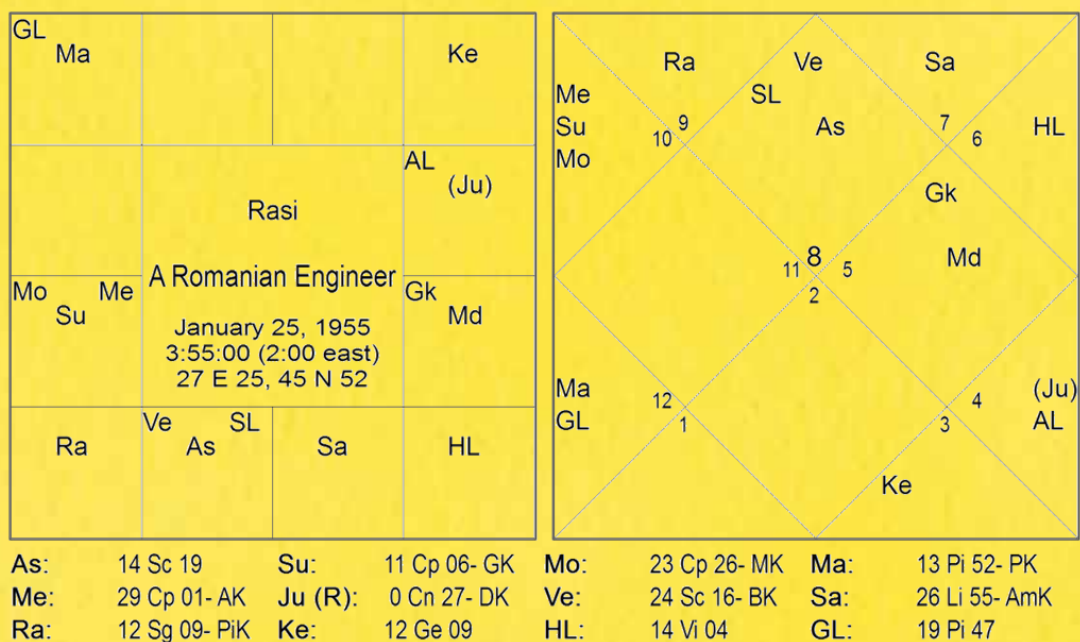 GL
Ma
Ke
AL
(Ju)
Rasi
A Romanian Engineer
January 25, 1955
3:55:00 (2:00 east)
27 E 25, 45 N 52
Mo Me
Su
Gk
Md
Ra
Ve SL
As
Sa
HL
Ra Ve Sa
Me SL
Su 10 9 As 7 6 HL
Mo
Gk
Md
8
11 5
2
Ma 12 4 (Ju)
GL 1 3 AL
Ke
As: 14 Sc 19 Su: 11 Cp 06- GK Mo: 23 Cp 26- MK Ma: 13 Pi 52- PK
Me: 29 Cp 01- AK Ju (R): 0 Cn 27- DK Ve: 24 Sc 16- BK Sa: 26 Li 55- AmK
Ra: 12 Sg 09- PiK Ke: 12 Ge 09 HL: 14 Vi 04 GL: 19 Pi 47